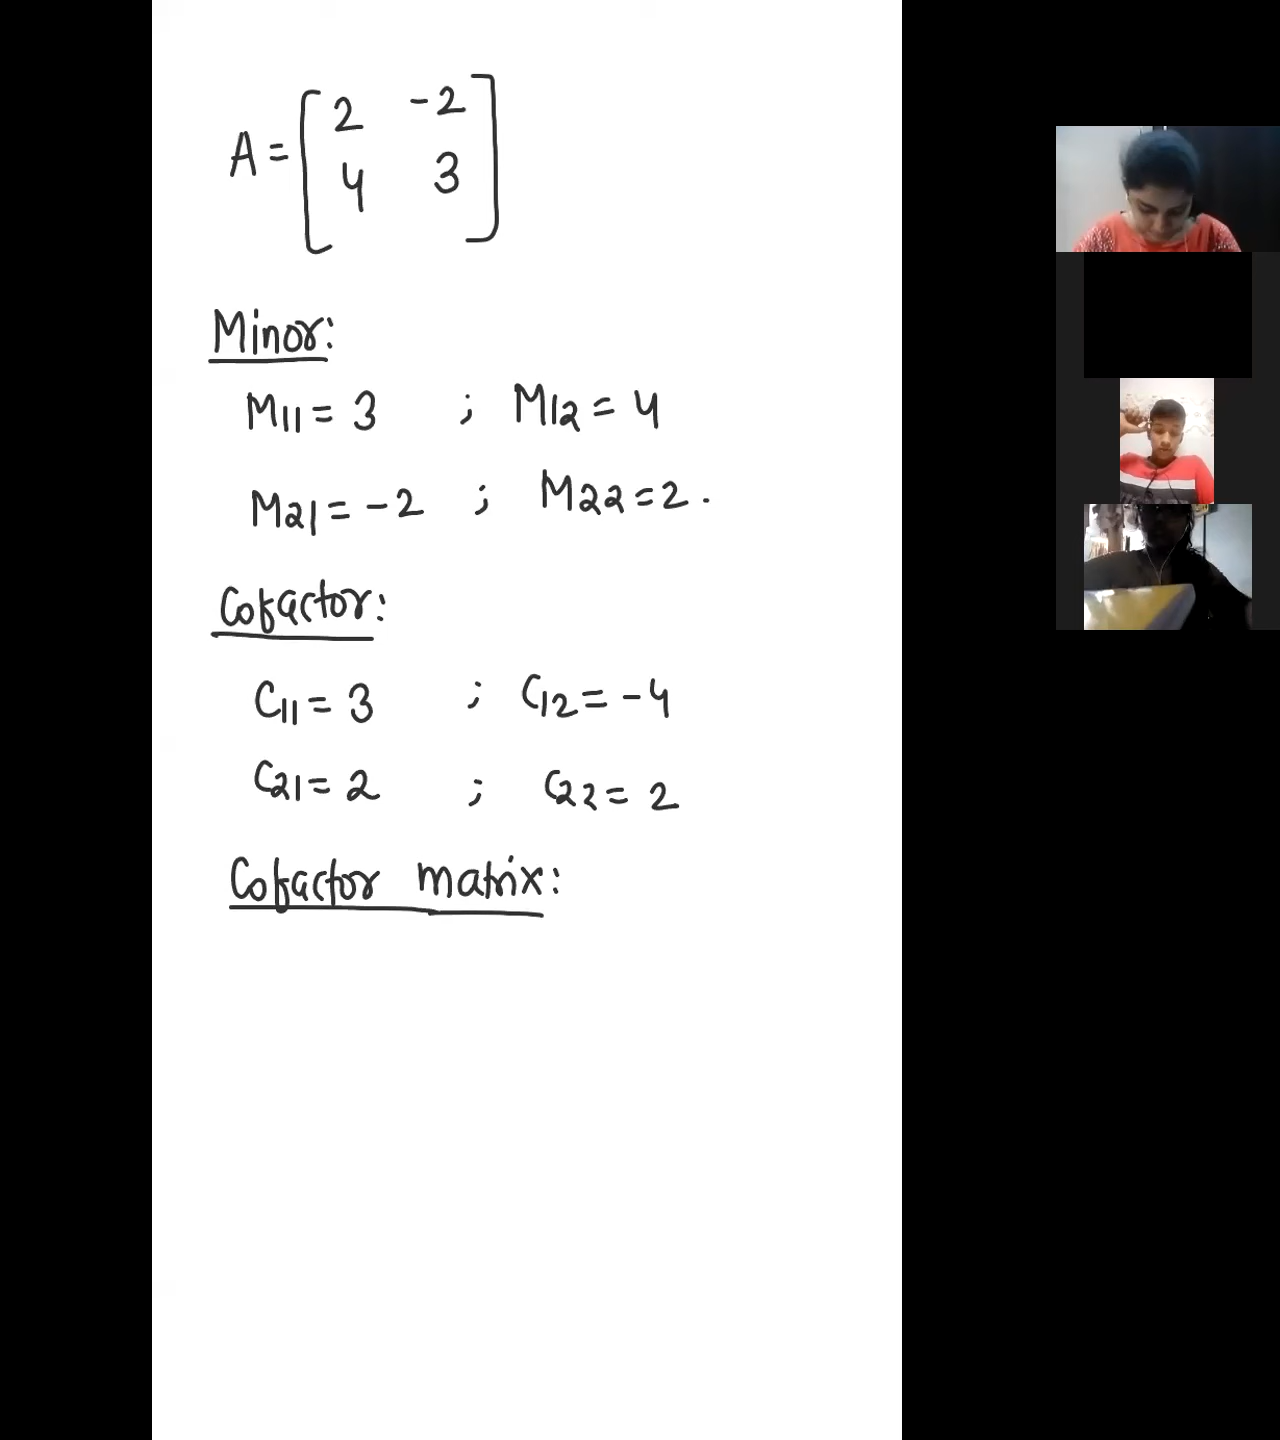 A = [ 2 -2
4 3 ]
Minor:
M11 = 3 ; M12 = 4
M21 = -2 ; M22 = 2.
Cofactor:
C11 = 3 ; C12 = -4
C21 = 2 ; C22 = 2
Cofactor matrix: